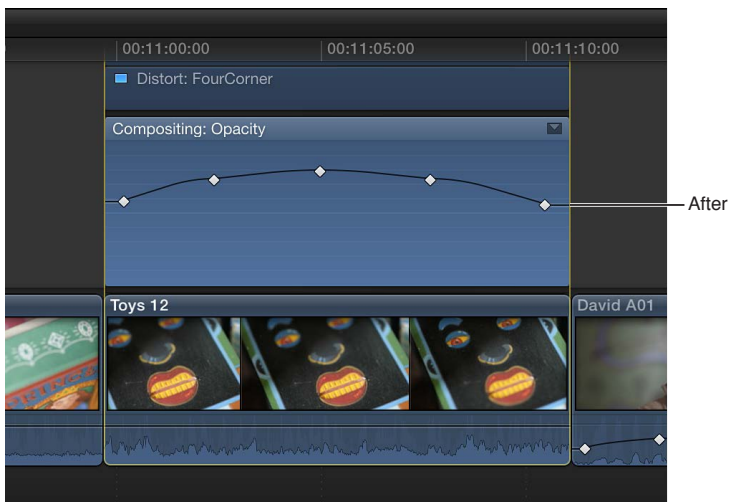 00:11:00:00 00:11:05:00 00:11:10:00
Distort: FourCorner
Compositing: Opacity
After
Toys 12 David A01